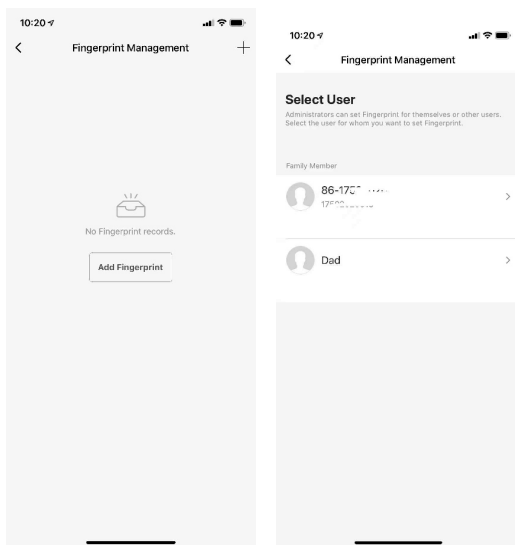 10:20
Fingerprint Management
No Fingerprint records.
Add Fingerprint
10:20
Fingerprint Management
Select User
Administrators can set Fingerprint for themselves or other users.
Select the user for whom you want to set Fingerprint.
Family Member
Dad